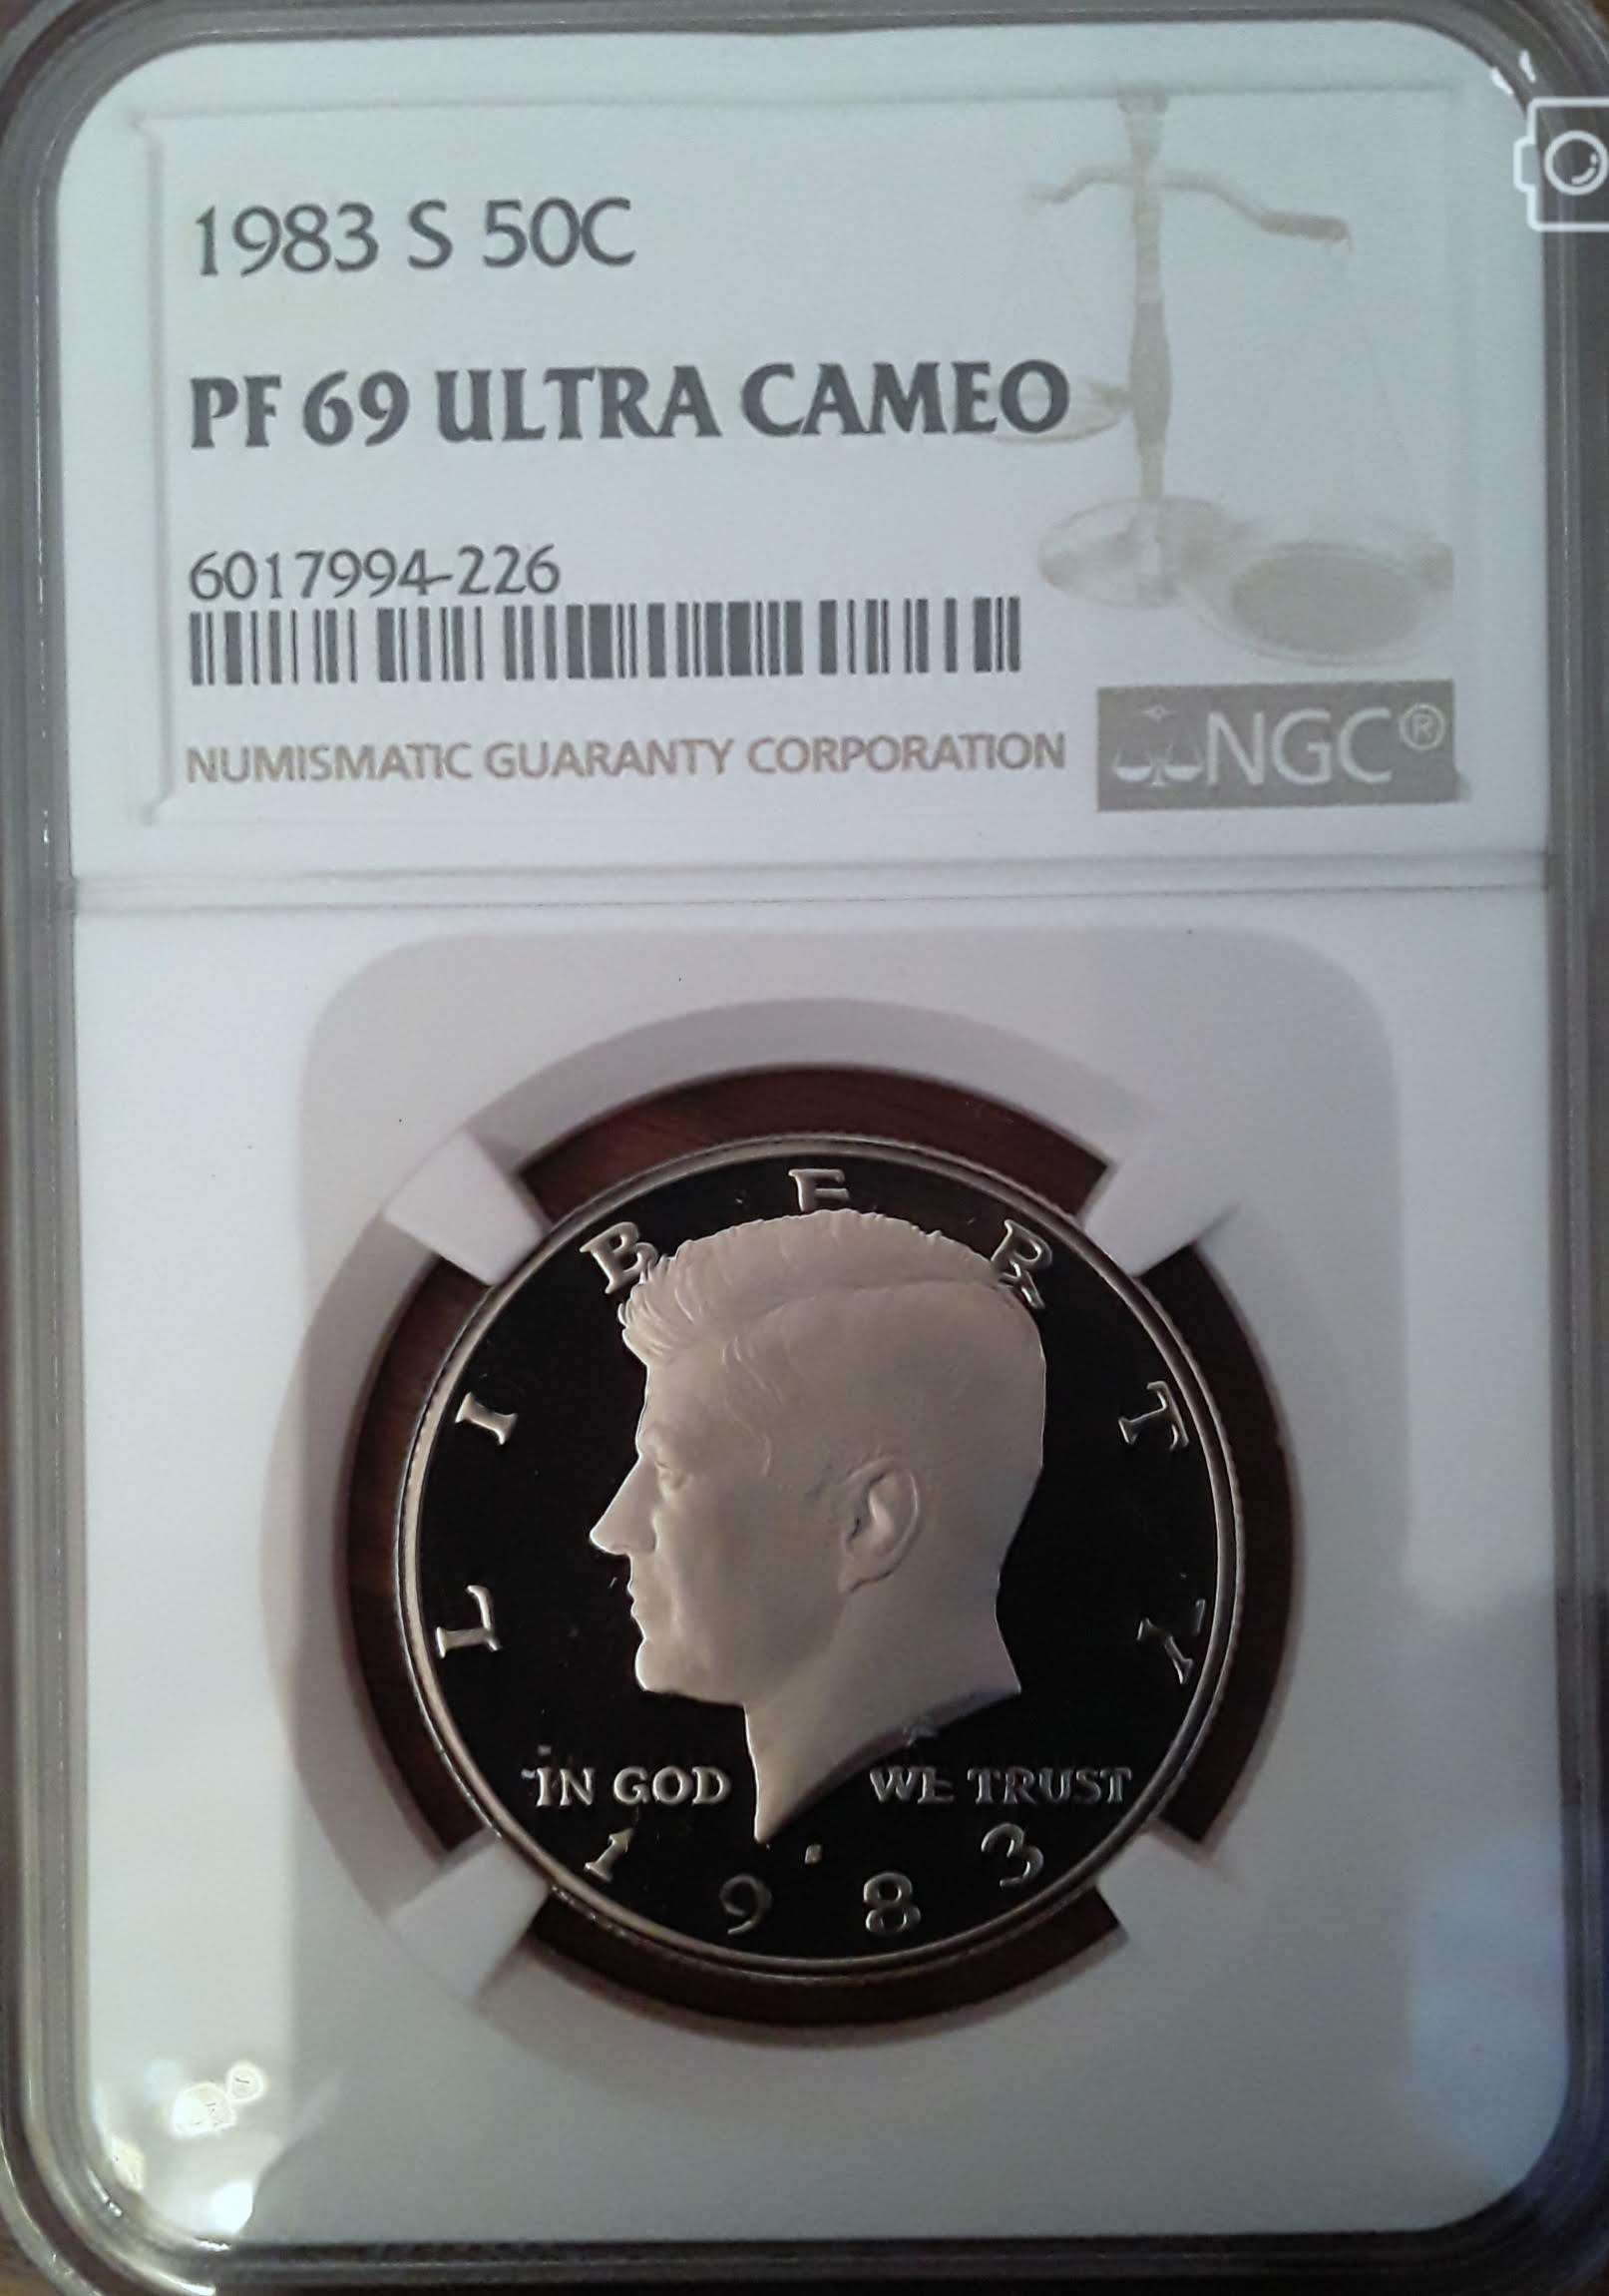 1983 S 50C
PF 69 ULTRA CAMEO
6017994-226
NUMISMATIC GUARANTY CORPORATION
NGC®
LIBERTY
IN GOD WE TRUST
1983